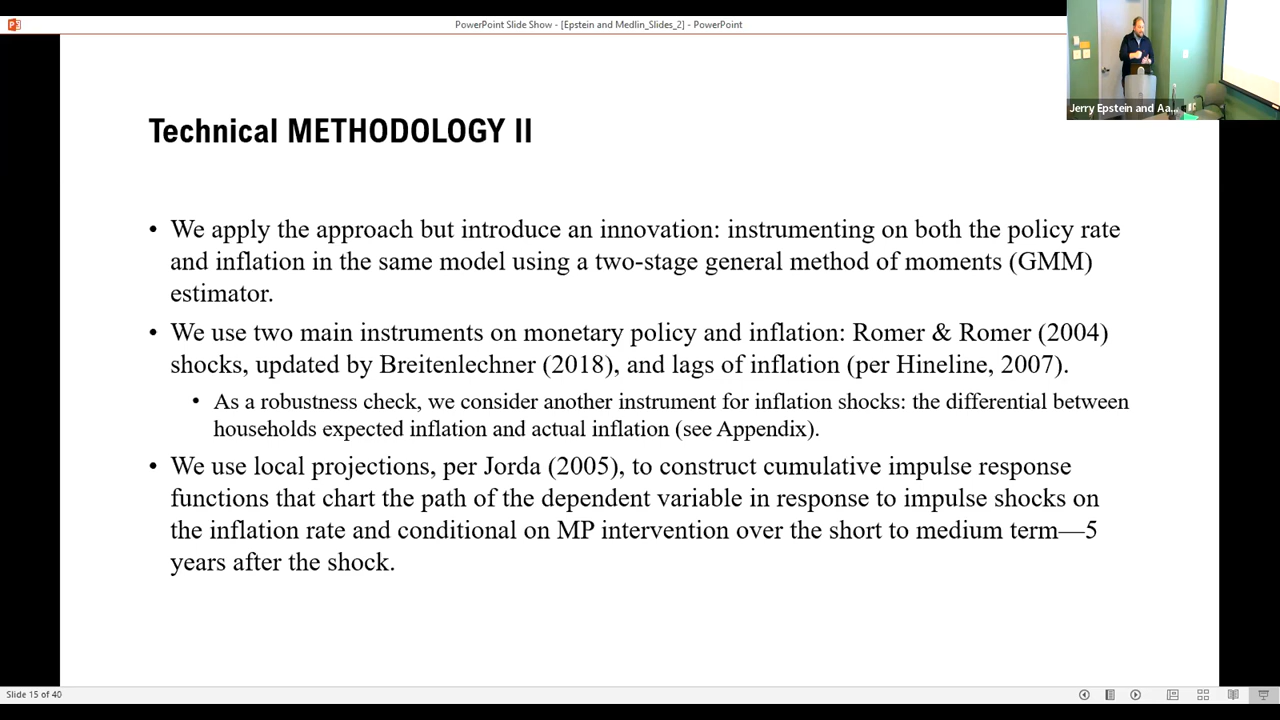 PowerPoint Slide Show - [Epstein and Medlin_Slides_2] - PowerPoint
Jerry Epstein and Aa...
Technical METHODOLOGY II
• We apply the approach but introduce an innovation: instrumenting on both the policy rate
and inflation in the same model using a two-stage general method of moments (GMM)
estimator.
• We use two main instruments on monetary policy and inflation: Romer & Romer (2004)
shocks, updated by Breitenlechner (2018), and lags of inflation (per Hineline, 2007).
• As a robustness check, we consider another instrument for inflation shocks: the differential between
households expected inflation and actual inflation (see Appendix).
• We use local projections, per Jorda (2005), to construct cumulative impulse response
functions that chart the path of the dependent variable in response to impulse shocks on
the inflation rate and conditional on MP intervention over the short to medium term—5
years after the shock.
Slide 15 of 40